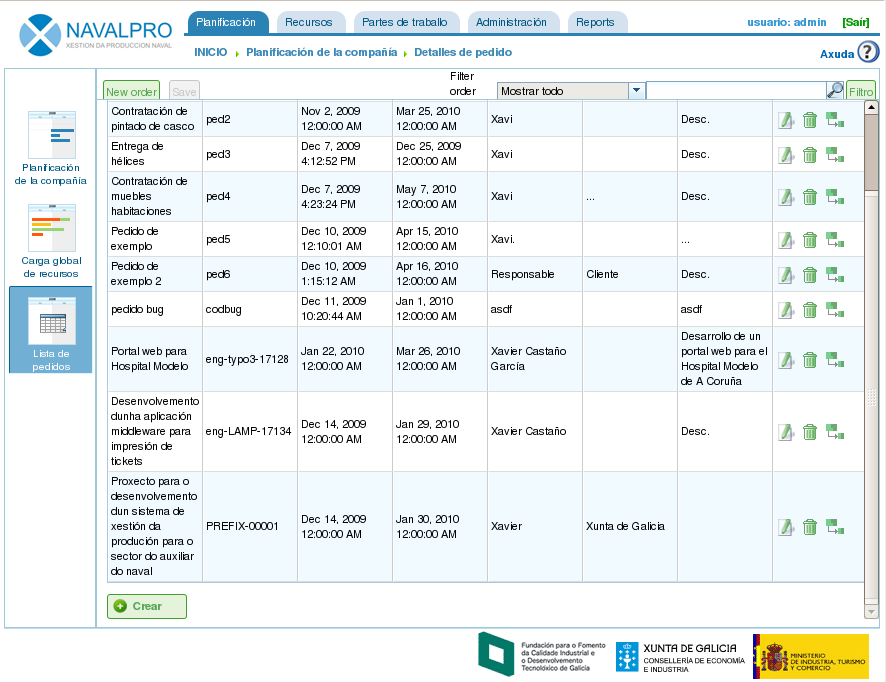 NAVALPRO
XESTION DA PRODUCCION NAVAL
Planificación
Recursos
Partes de traballo
Administración
Reports
usuario: admin
[Saír]
INICIO
Planificación de la compañía
Detalles de pedido
Axuda
?
Planificación
de la compañía
Carga global
de recursos
Lista de
pedidos
New order
Save
Filter
order
Mostrar todo
Filtro
Contratación de
pintado de casco
ped2
Nov 2, 2009
12:00:00 AM
Mar 25, 2010
12:00:00 AM
Xavi
Desc.
Entrega de
hélices
ped3
Dec 7, 2009
4:12:52 PM
Dec 25, 2009
12:00:00 AM
Xavi
Desc.
Contratación de
muebles
habitaciones
ped4
Dec 7, 2009
4:23:24 PM
May 7, 2010
12:00:00 AM
Xavi
...
Desc.
Pedido de
exemplo
ped5
Dec 10, 2009
12:10:01 AM
Apr 15, 2010
12:00:00 AM
Xavi.
...
Pedido de
exemplo 2
ped6
Dec 10, 2009
1:15:12 AM
Apr 16, 2010
12:00:00 AM
Responsable
Cliente
Desc.
pedido bug
codbug
Dec 11, 2009
10:20:44 AM
Jan 1, 2010
12:00:00 AM
asdf
asdf
Portal web para
Hospital Modelo
eng-typo3-17128
Jan 22, 2010
12:00:00 AM
Mar 26, 2010
12:00:00 AM
Xavier Castaño
García
Desarrollo de un
portal web para el
Hospital Modelo
de A Coruña
Desenvolvemento
dunha aplicación
middleware para
impresión de
tickets
eng-LAMP-17134
Dec 14, 2009
12:00:00 AM
Jan 29, 2010
12:00:00 AM
Xavier Castaño
Desc.
Proxecto para o
desenvolvemento
dun sistema de
xestión da
produción para o
sector do auxiliar
do naval
PREFIX-00001
Dec 14, 2009
12:00:00 AM
Jan 30, 2010
12:00:00 AM
Xavier
Xunta de Galicia
Crear
Fundación para o Fomento
da Calidade Industrial e
o Desenvolvemento
Tecnolóxico de Galicia
XUNTA DE GALICIA
CONSELLERÍA DE ECONOMÍA
E INDUSTRIA
MINISTERIO
DE INDUSTRIA, TURISMO
Y COMERCIO